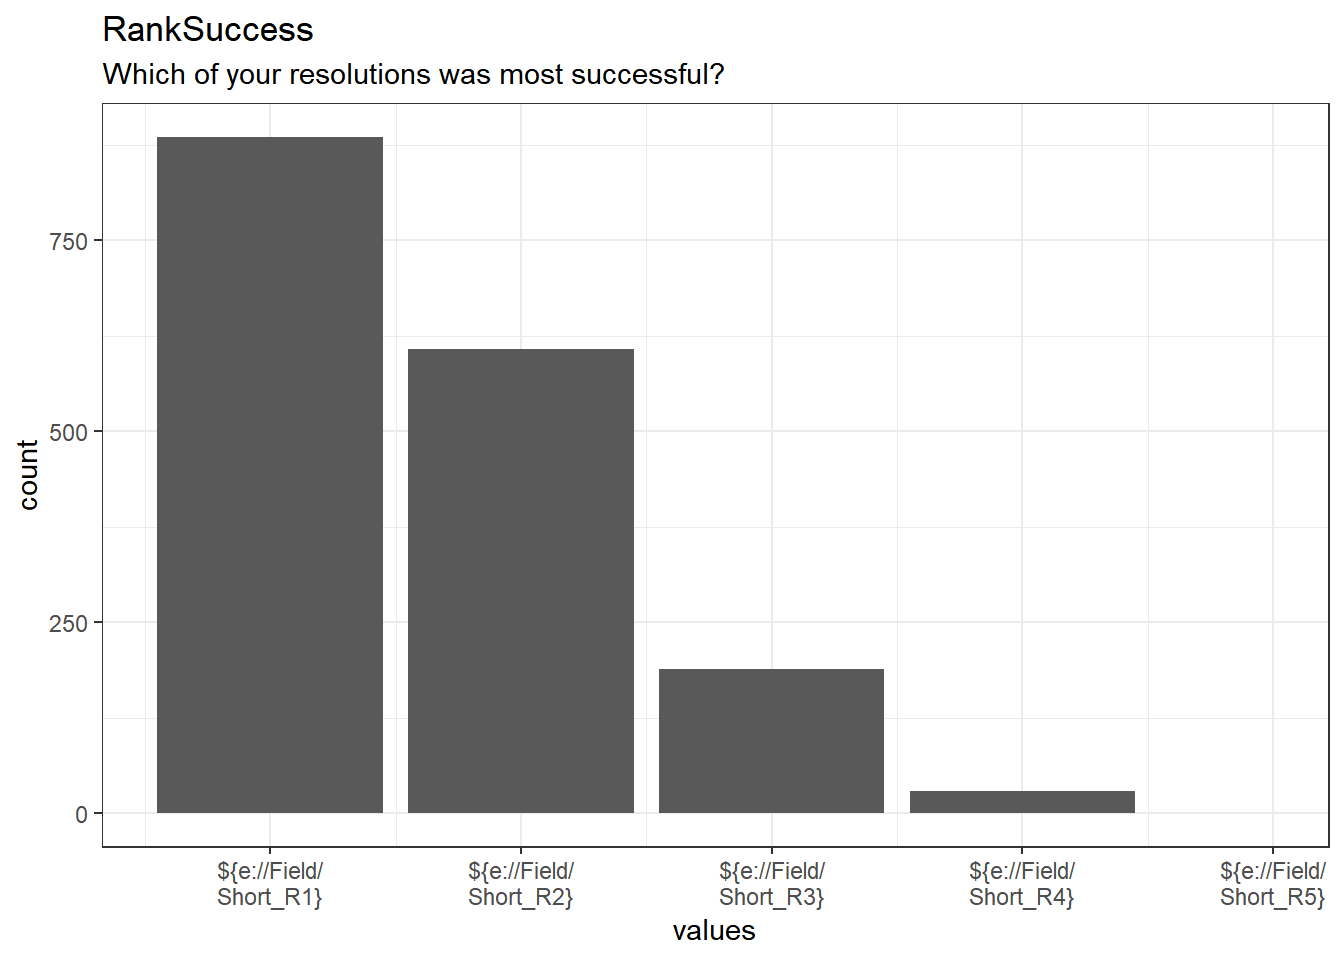 RankSuccess
Which of your resolutions was most successful?
count
750
500
250
0
${e://Field/
Short_R1}
${e://Field/
Short_R2}
${e://Field/
Short_R3}
${e://Field/
Short_R4}
${e://Field/
Short_R5}
values